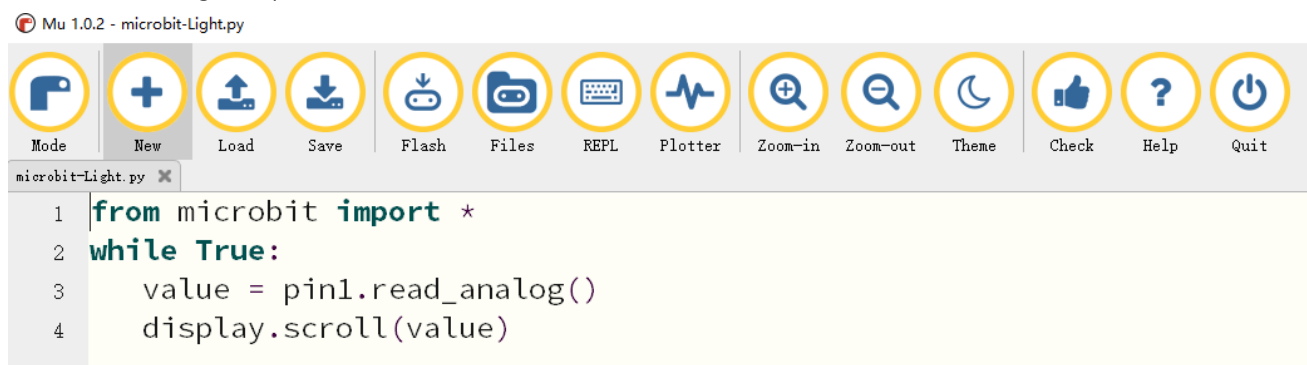 Mu 1.0.2 - microbit-Light.py
Mode New Load Save Flash Files REPL Plotter Zoom-in Zoom-out Theme Check Help Quit
microbit-Light.py
1 from microbit import *
2 while True:
3 value = pin1.read_analog()
4 display.scroll(value)